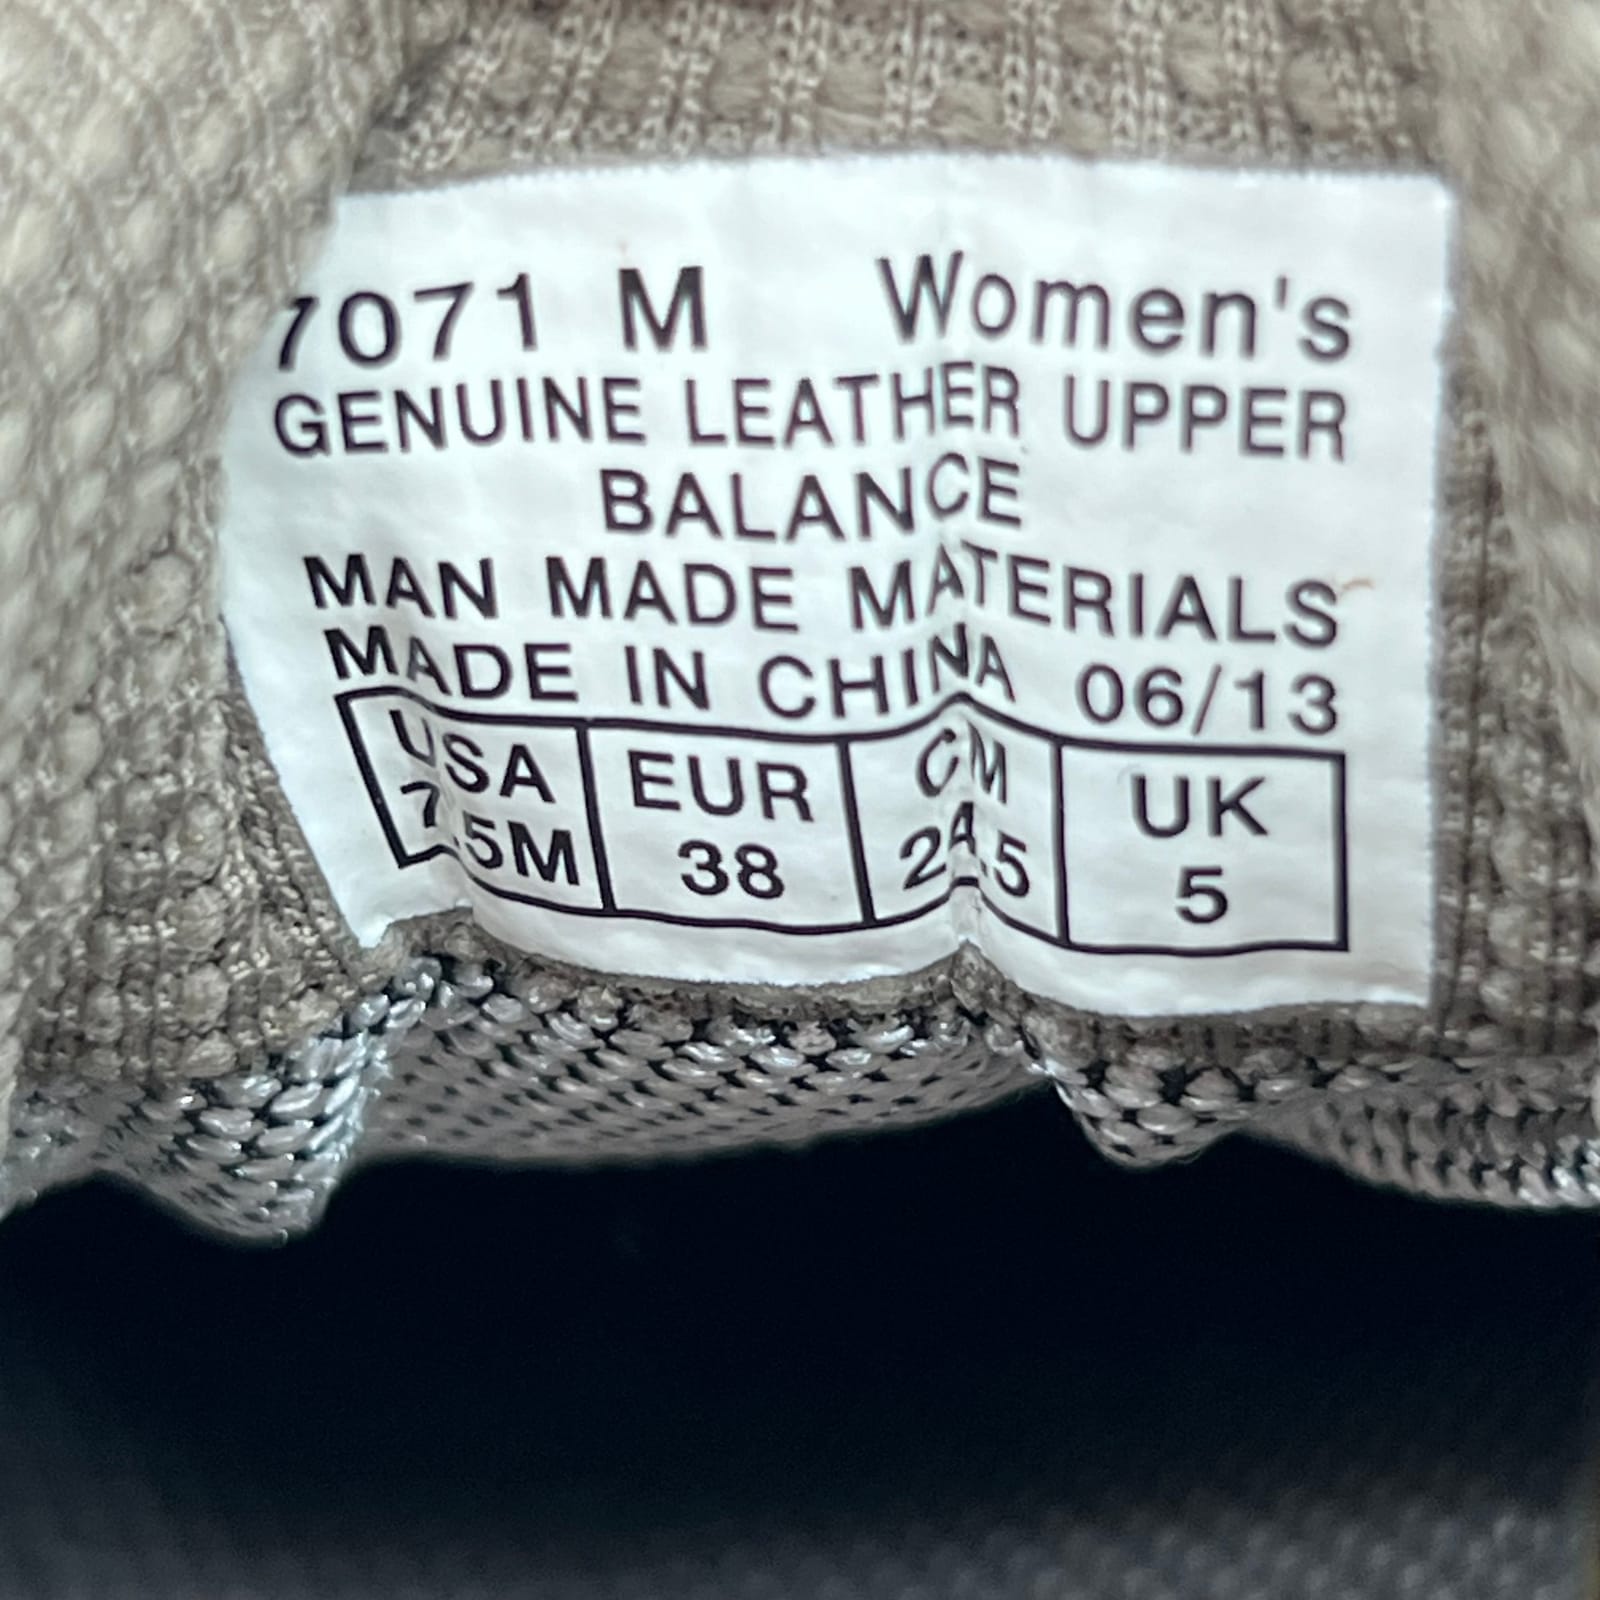 7071 M Women's
GENUINE LEATHER UPPER
BALANCE
MAN MADE MATERIALS
MADE IN CHINA 06/13
USA EUR CM UK
7.5M 38 24.5 5